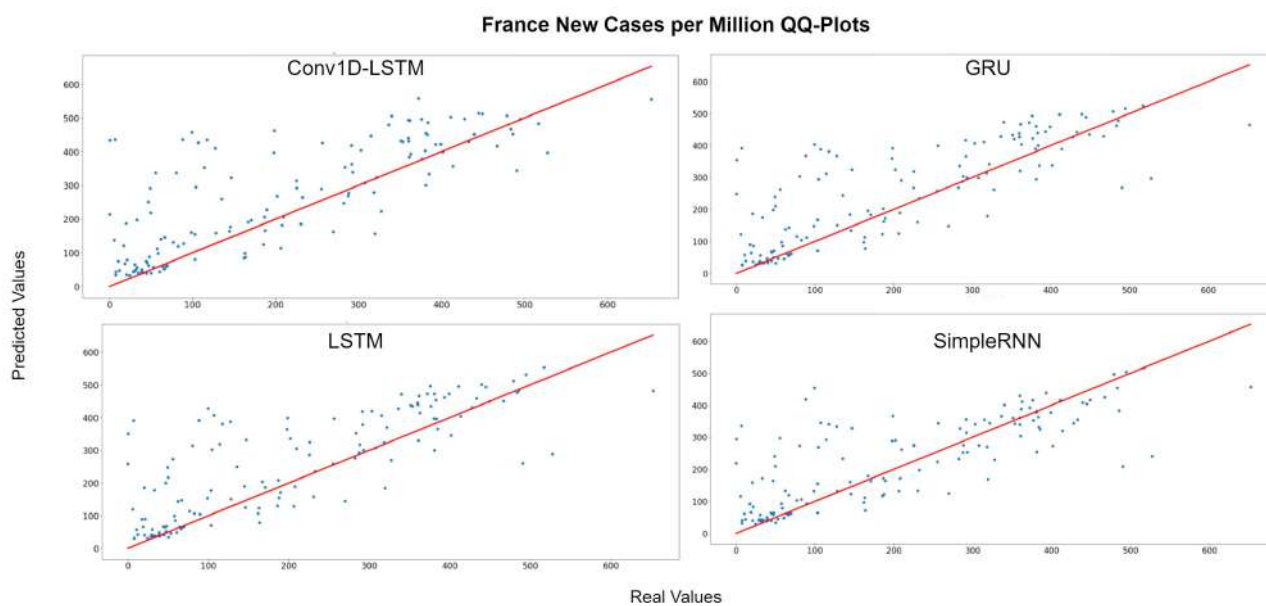 France New Cases per Million QQ-Plots
Conv1D-LSTM
600
500
400
300
200
100
0
0 100 200 300 400 500 600
GRU
600
500
400
300
200
100
0
0 100 200 300 400 500 600
Predicted Values
LSTM
600
500
400
300
200
100
0
0 100 200 300 400 500 600
SimpleRNN
600
500
400
300
200
100
0
0 100 200 300 400 500 600
Real Values